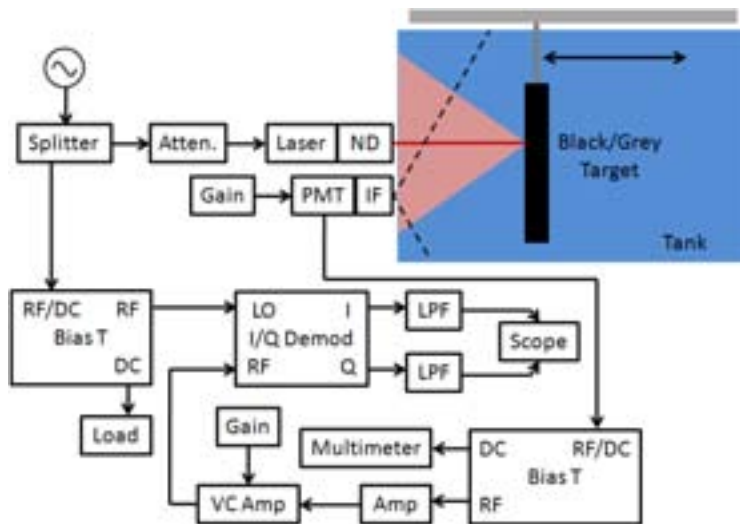 Splitter
Atten.
Laser
ND
Black/Grey
Target
Gain
PMT
IF
Tank
RF/DC
RF
Bias T
DC
LO
I
I/Q Demod
RF
Q
LPF
LPF
Scope
Load
Gain
Multimeter
DC
RF/DC
Bias T
RF
VC Amp
Amp